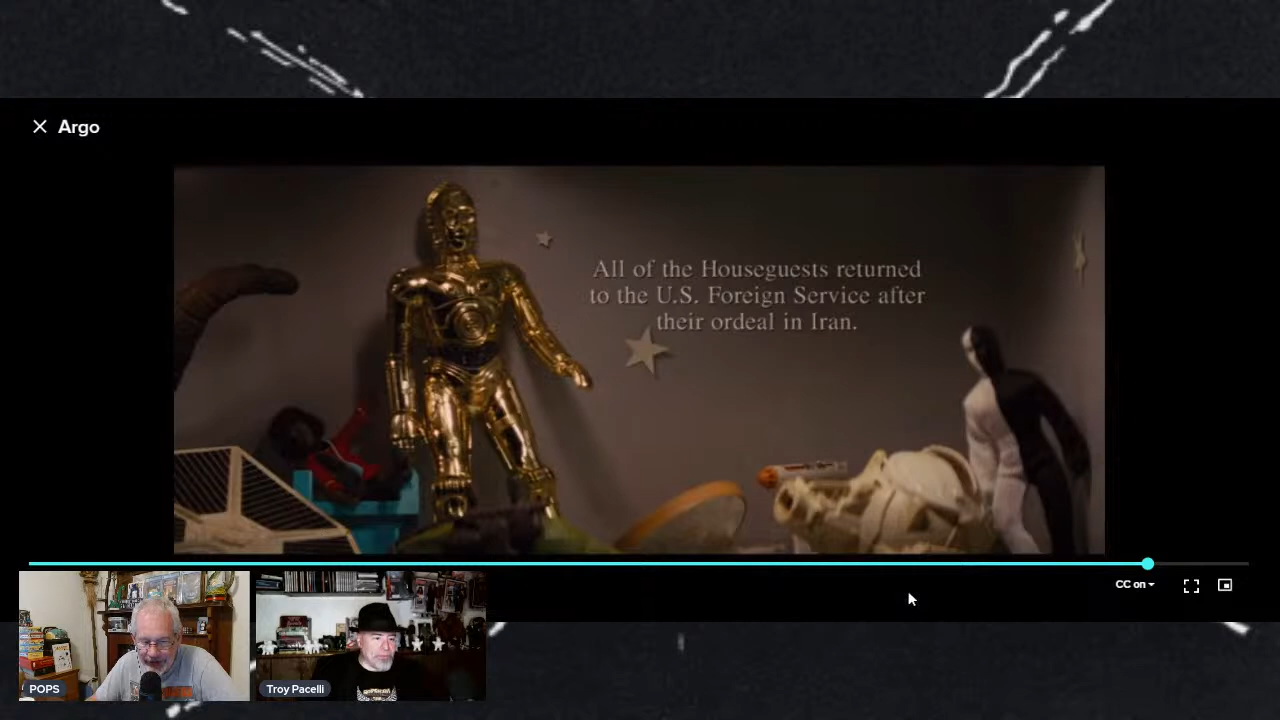 Argo
All of the Houseguests returned
to the U.S. Foreign Service after
their ordeal in Iran.
CC on
POPS
Troy Pacelli